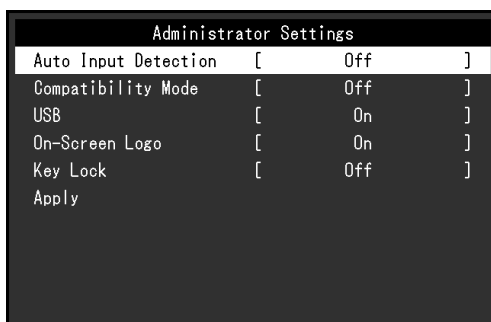 Administrator Settings
Auto Input Detection [ Off ]
Compatibility Mode [ Off ]
USB [ On ]
On-Screen Logo [ On ]
Key Lock [ Off ]
Apply